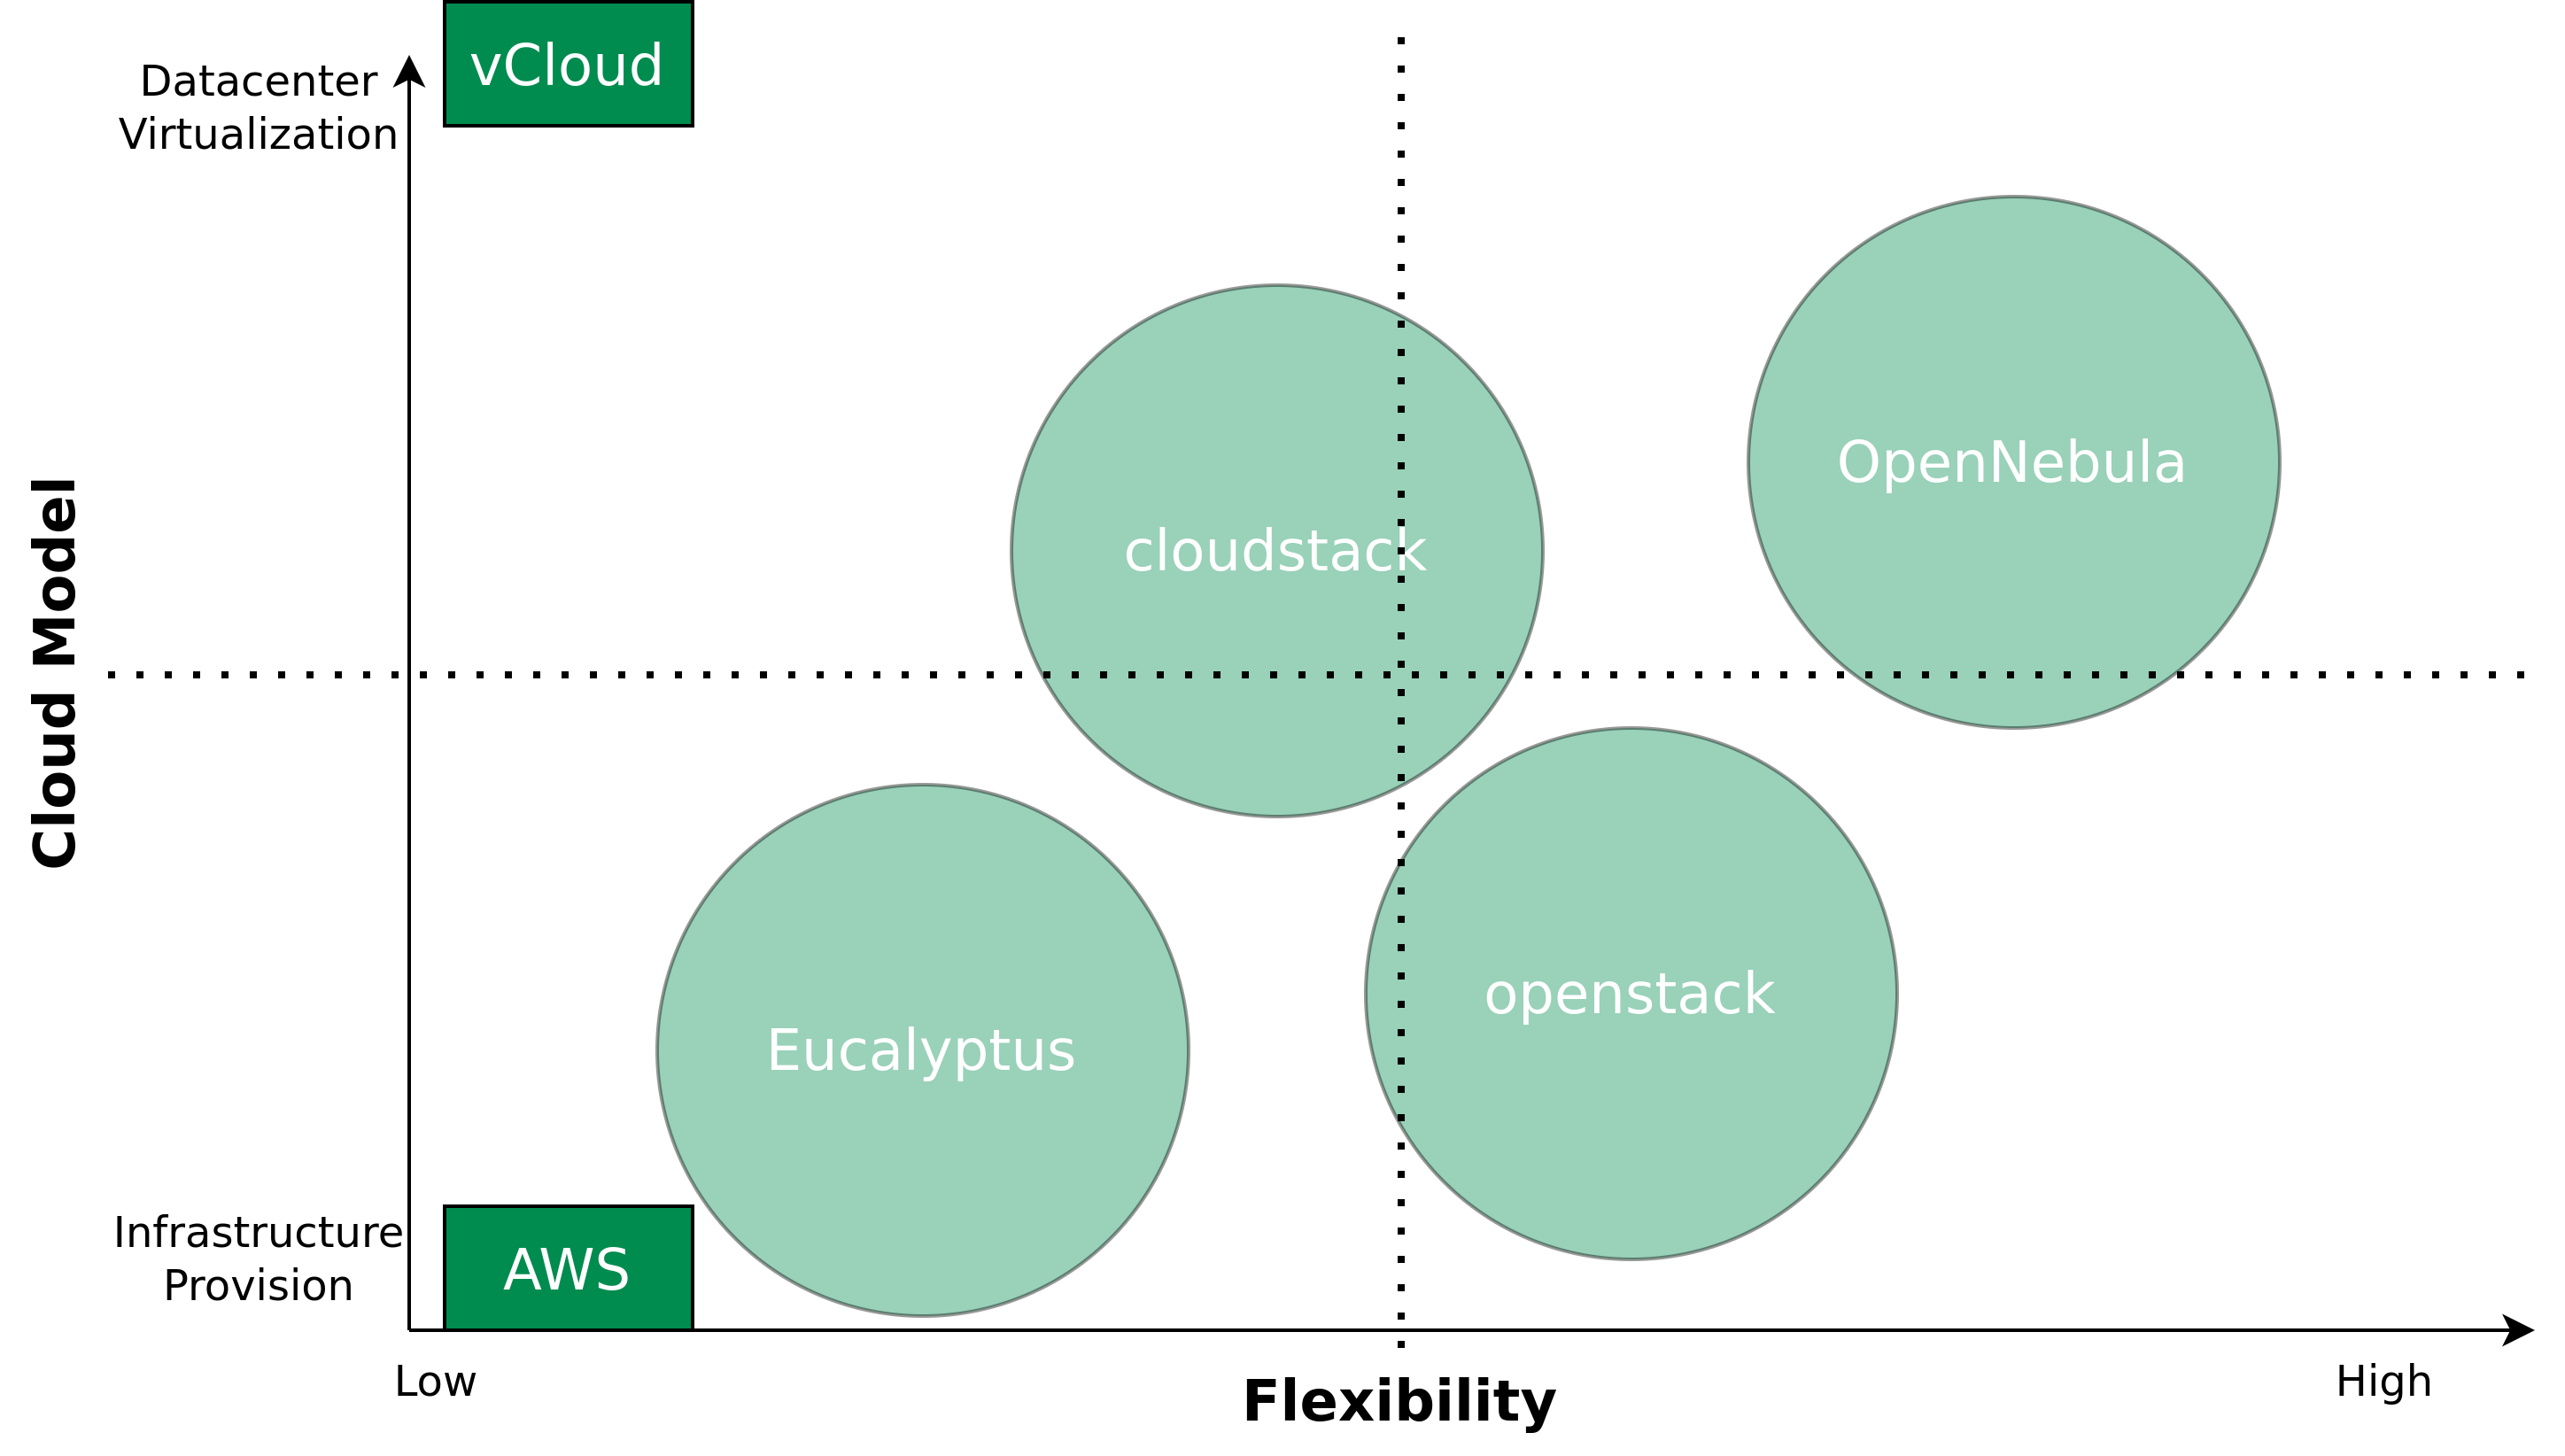 vCloud
Datacenter
Virtualization
OpenNebula
cloudstack
Cloud Model
openstack
Eucalyptus
Infrastructure
Provision
AWS
Low
Flexibility
High